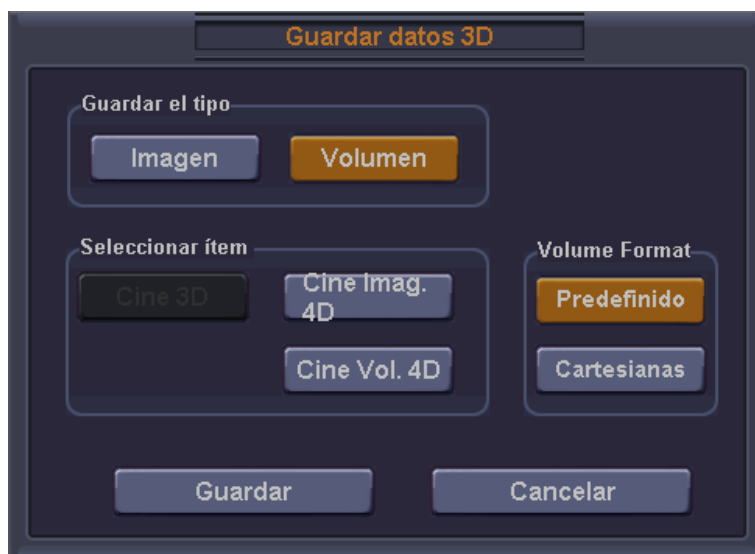 Guardar datos 3D
Guardar el tipo
Imagen
Volumen
Seleccionar ítem
Cine 3D
Cine Imag.
4D
Cine Vol. 4D
Volume Format
Predefinido
Cartesianas
Guardar
Cancelar